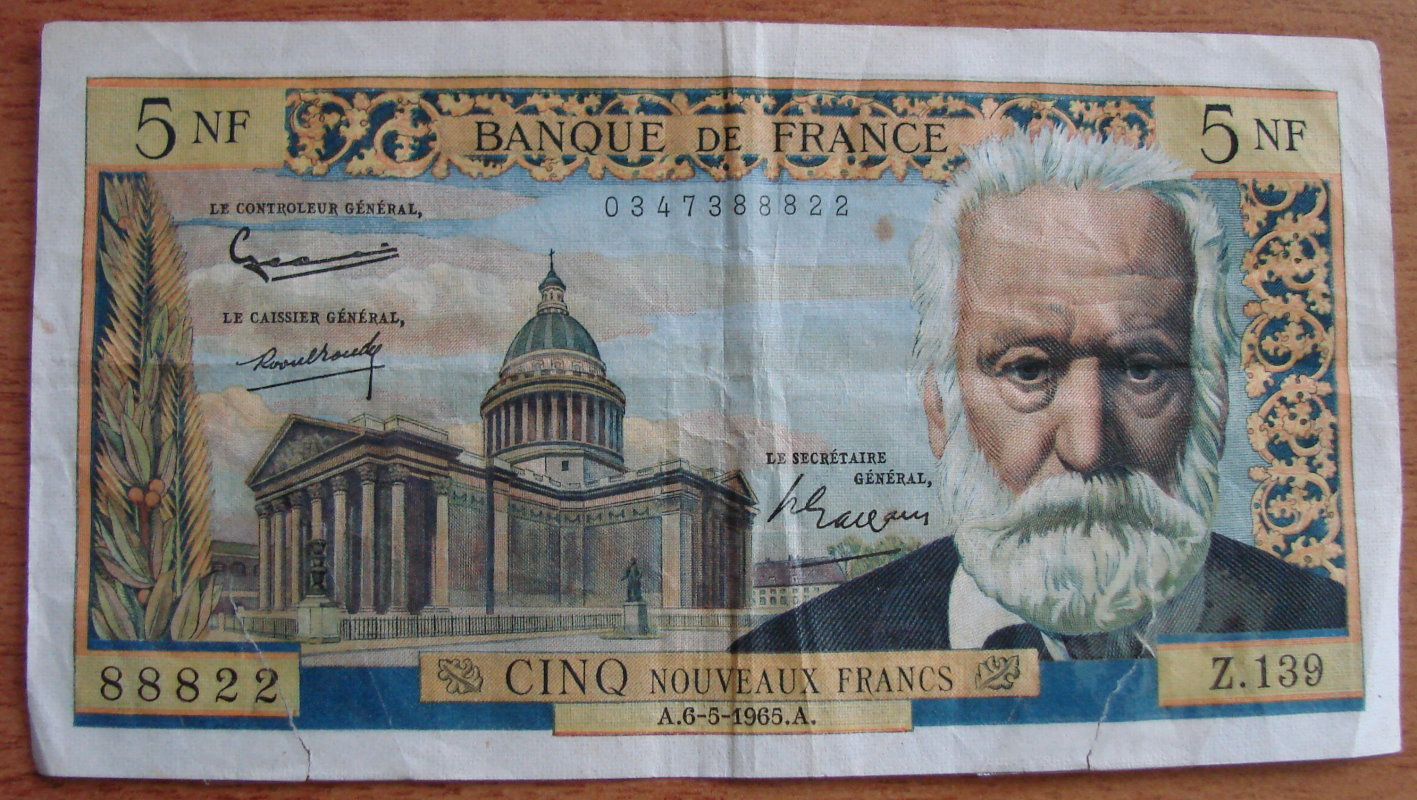 5 NF
BANQUE DE FRANCE
5 NF
LE CONTROLEUR GÉNÉRAL,
0347388822
LE CAISSIER GÉNÉRAL,
LE SECRÉTAIRE
GÉNÉRAL,
88822
CINQ NOUVEAUX FRANCS
Z.139
A.6-5-1965.A.